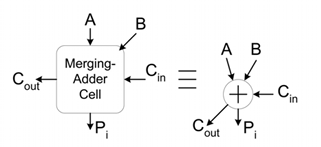 A
B
Merging-
Adder
Cell
Cout
Cin
Pi
A
B
+
Cin
Cout
Pi